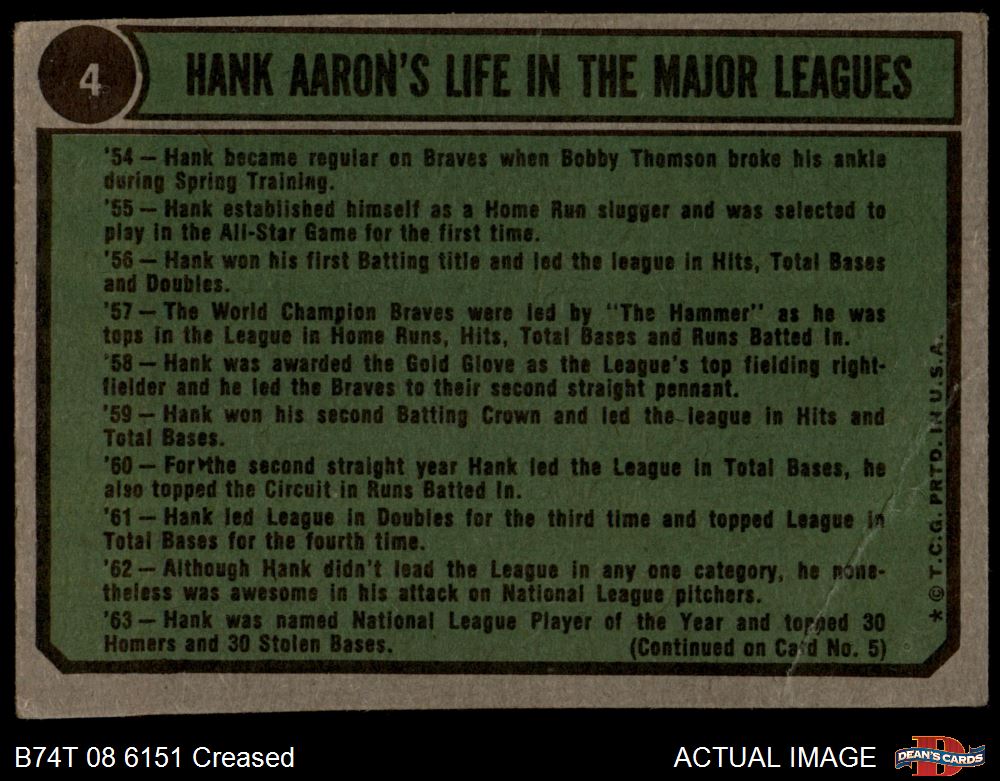 4
HANK AARON'S LIFE IN THE MAJOR LEAGUES
'54 — Hank became regular on Braves when Bobby Thomson broke his ankle
during Spring Training.
'55 — Hank established himself as a Home Run slugger and was selected to
play in the All-Star Game for the first time.
'56 — Hank won his first Batting title and led the league in Hits, Total Bases
and Doubles.
'57 — The World Champion Braves were led by "The Hammer" as he was
tops in the League in Home Runs, Hits, Total Bases and Runs Batted In.
'58 — Hank was awarded the Gold Glove as the League's top fielding right-
fielder and he led the Braves to their second straight pennant.
'59 — Hank won his second Batting Crown and led the league in Hits and
Total Bases.
'60 — For the second straight year Hank led the League in Total Bases, he
also topped the Circuit in Runs Batted In.
'61 — Hank led League in Doubles for the third time and topped League in
Total Bases for the fourth time.
'62 — Although Hank didn't lead the League in any one category, he none-
theless was awesome in his attack on National League pitchers.
'63 — Hank was named National League Player of the Year and topped 30
Homers and 30 Stolen Bases. (Continued on Card No. 5)
* © T.C.G. PRTD. IN U.S.A.
B74T 08 6151 Creased
ACTUAL IMAGE
D
DEAN'S CARDS